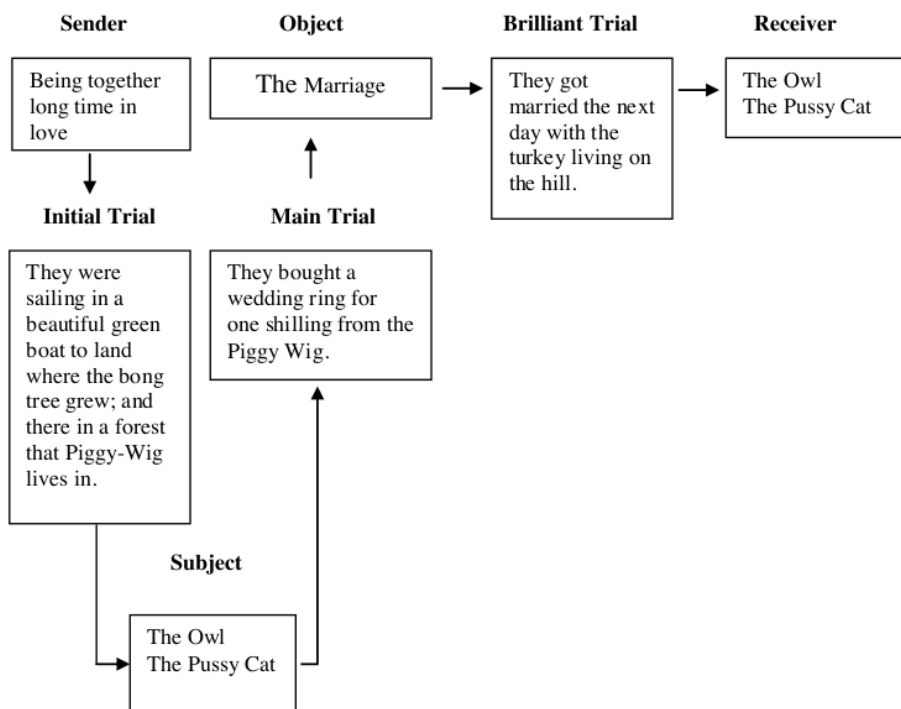 Sender
Being together
long time in
love
Initial Trial
They were
sailing in a
beautiful green
boat to land
where the bong
tree grew; and
there in a forest
that Piggy-Wig
lives in.
Subject
The Owl
The Pussy Cat
Main Trial
They bought a
wedding ring for
one shilling from the
Piggy Wig.
Object
The Marriage
Brilliant Trial
They got
married the next
day with the
turkey living on
the hill.
Receiver
The Owl
The Pussy Cat